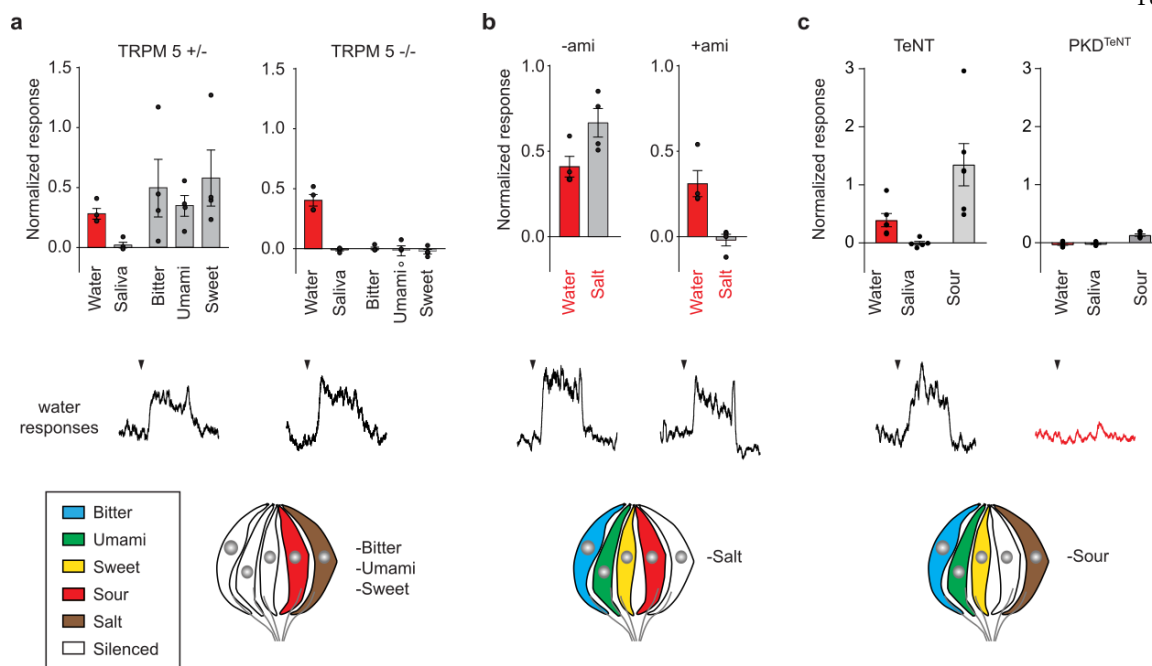 a
TRPM 5 +/-
TRPM 5 -/-
Normalized response
1.5
1.0
0.5
0.0
Water
Saliva
Bitter
Umami
Sweet
1.5
1.0
0.5
0.0
Water
Saliva
Bitter
Umami
Sweet
b
-ami
+ami
Normalized response
1.0
0.5
0.0
Water
Salt
1.0
0.5
0.0
Water
Salt
c
TeNT
PKDTeNT
Normalized response
3
2
1
0
Water
Saliva
Sour
3
2
1
0
Water
Saliva
Sour
water
responses
Bitter
Umami
Sweet
Sour
Salt
Silenced
-Bitter
-Umami
-Sweet
-Salt
-Sour